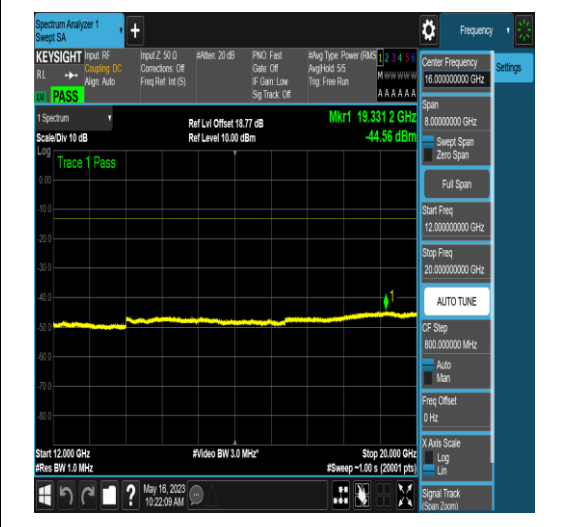 Spectrum Analyzer 1
Swept SA
Frequency
KEYSIGHT
RL
PASS
Input: RF
Coupling: DC
Align: Auto
Input Z: 50 Ω
Corrections: Off
Freq Ref: Int (S)
#Atten: 20 dB
PNO: Fast
Gate: Off
IF Gain: Low
Sig Track: Off
#Avg Type: Power (RMS
Avg|Hold: 5/5
Trig: Free Run
1 2 3 4 5 6
M W W W W W
A A A A A A
1 Spectrum
Scale/Div 10 dB
Ref Lvl Offset 18.77 dB
Ref Level 10.00 dBm
Mkr1 19.331 2 GHz
-44.56 dBm
Log
Trace 1 Pass
0.00
-10.0
-20.0
-30.0
-40.0
-50.0
-60.0
-70.0
-80.0
1
Start 12.000 GHz
#Res BW 1.0 MHz
#Video BW 3.0 MHz*
Stop 20.000 GHz
#Sweep ~1.00 s (20001 pts)
May 16, 2023
10:22:09 AM
Center Frequency
16.000000000 GHz
Span
8.00000000 GHz
Swept Span
Zero Span
Full Span
Start Freq
12.000000000 GHz
Stop Freq
20.000000000 GHz
AUTO TUNE
CF Step
800.000000 MHz
Auto
Man
Freq Offset
0 Hz
X Axis Scale
Log
Lin
Signal Track
(Span Zoom)
Settings